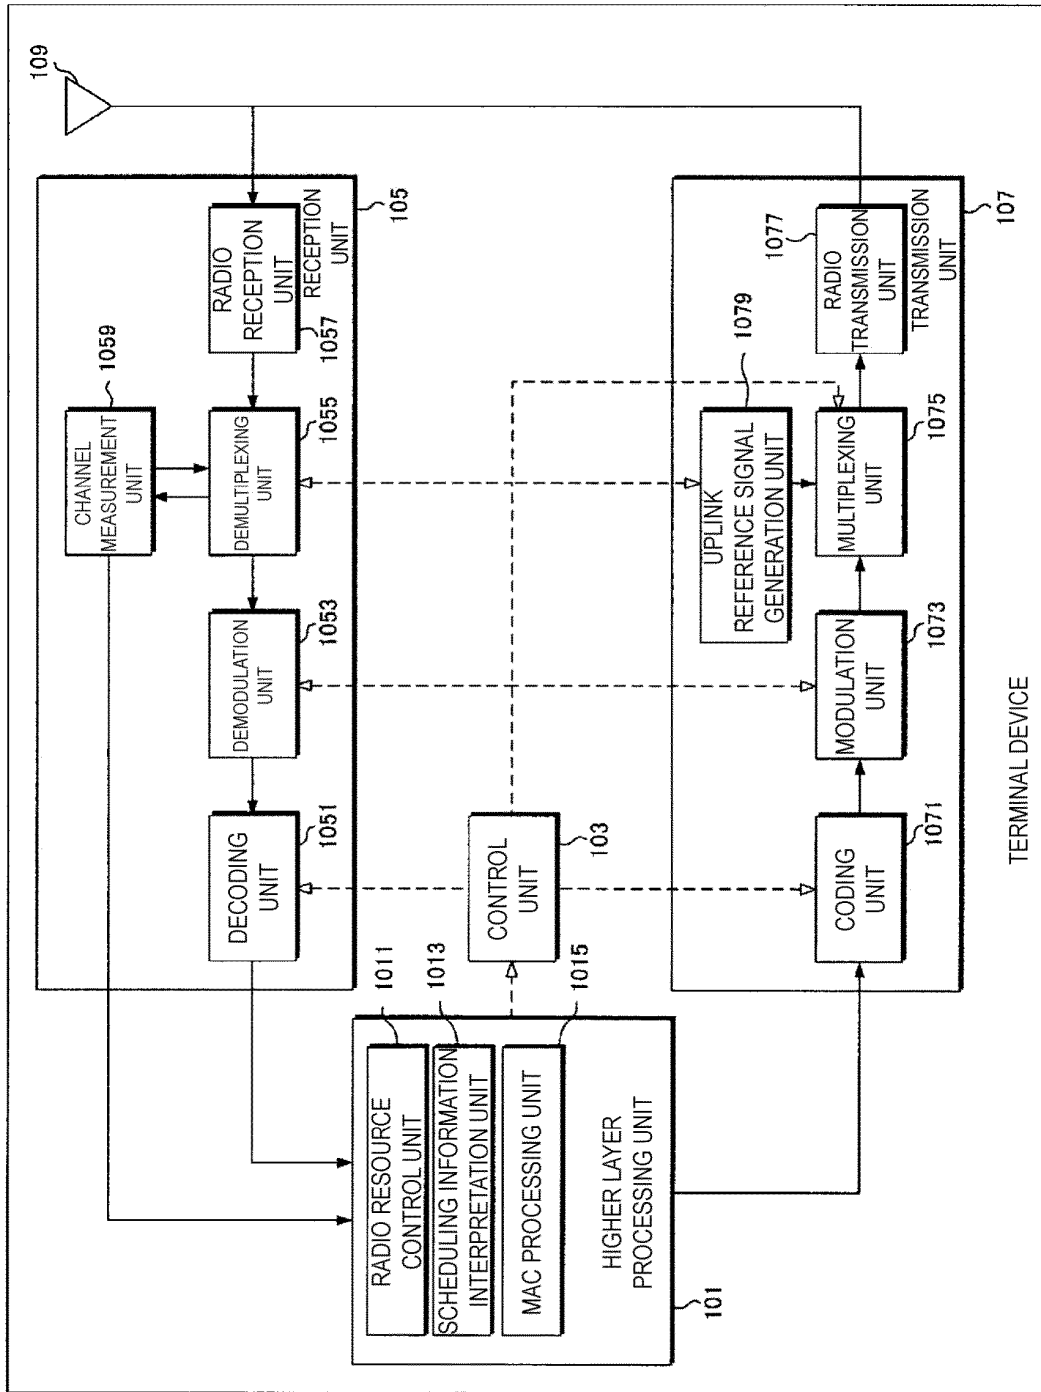 109
1059
CHANNEL
MEASUREMENT
UNIT
DECODING
UNIT
1051
DEMODULATION
UNIT
1053
DEMULTIPLEXING
UNIT
1055
RADIO
RECEPTION
UNIT
1057
RECEPTION
UNIT
105
RADIO RESOURCE
CONTROL UNIT
1011
SCHEDULING INFORMATION
INTERPRETATION UNIT
1013
MAC PROCESSING UNIT
1015
HIGHER LAYER
PROCESSING UNIT
101
CONTROL
UNIT
103
UPLINK
REFERENCE SIGNAL
GENERATION UNIT
1079
CODING
UNIT
1071
MODULATION
UNIT
1073
MULTIPLEXING
UNIT
1075
RADIO
TRANSMISSION
UNIT
1077
TRANSMISSION
UNIT
107
TERMINAL DEVICE